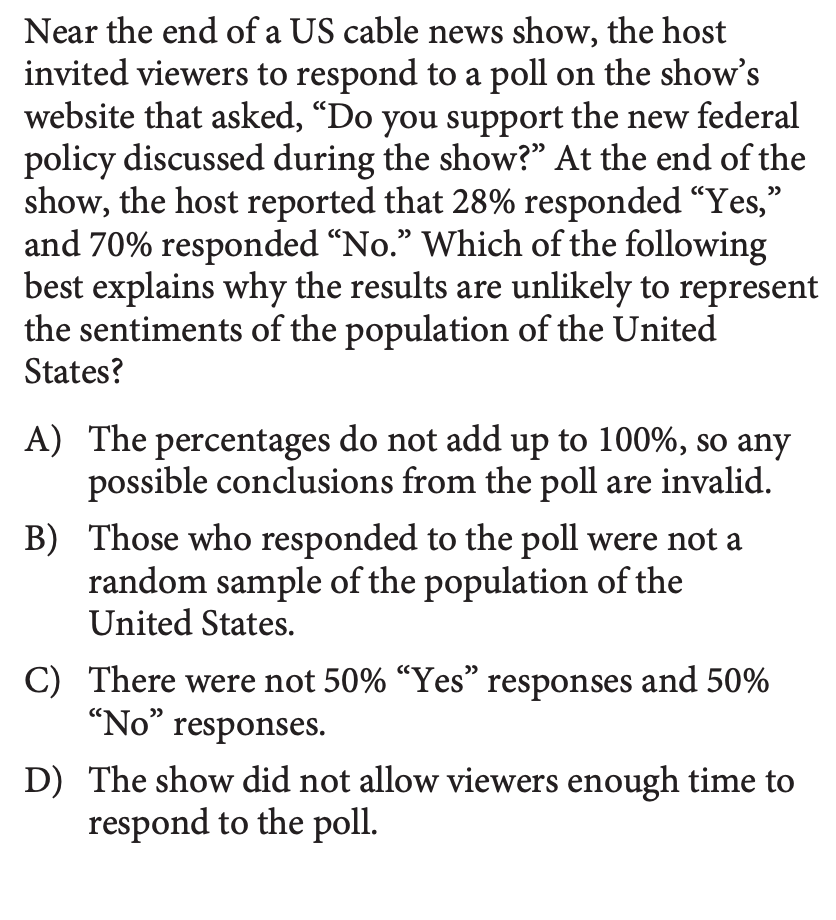 Near the end of a US cable news show, the host
invited viewers to respond to a poll on the show’s
website that asked, “Do you support the new federal
policy discussed during the show?” At the end of the
show, the host reported that 28% responded “Yes,”
and 70% responded “No.” Which of the following
best explains why the results are unlikely to represent
the sentiments of the population of the United
States?
A) The percentages do not add up to 100%, so any
possible conclusions from the poll are invalid.
B) Those who responded to the poll were not a
random sample of the population of the
United States.
C) There were not 50% “Yes” responses and 50%
“No” responses.
D) The show did not allow viewers enough time to
respond to the poll.